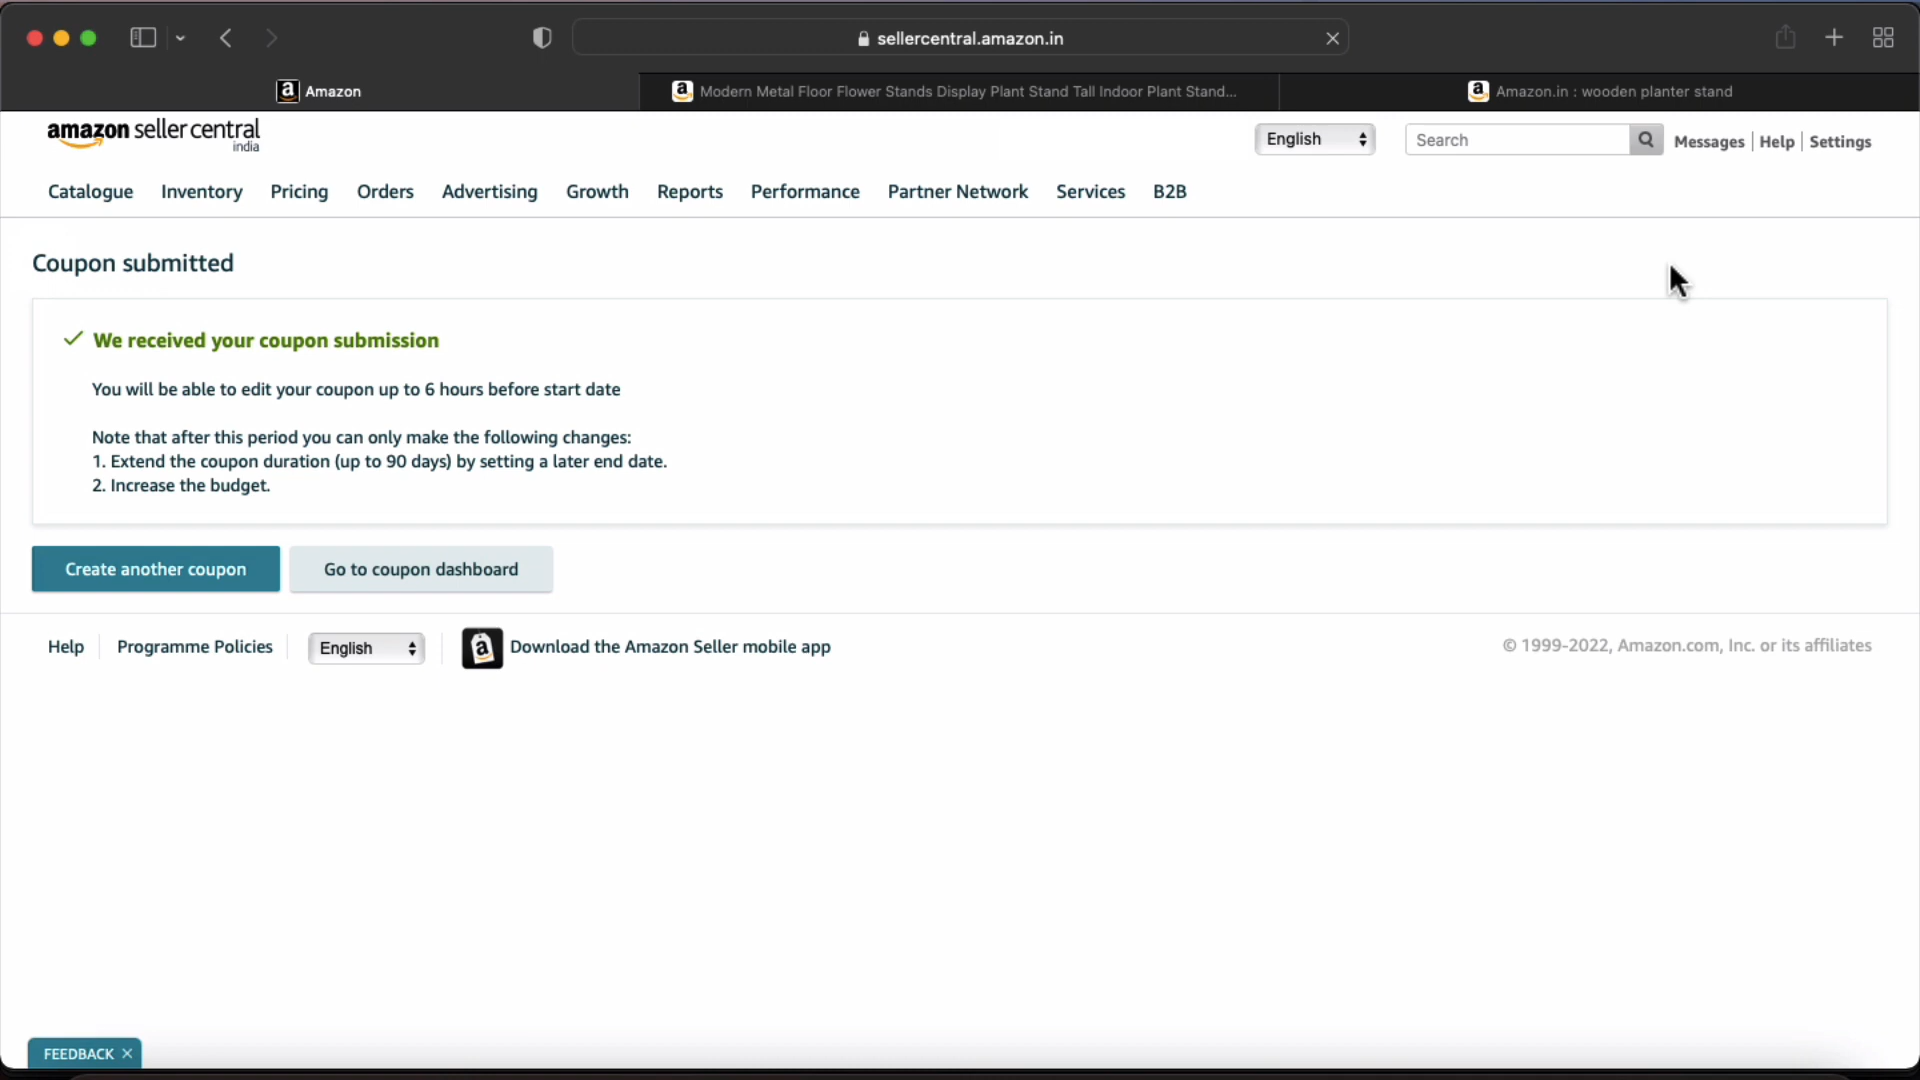 sellercentral.amazon.in
Amazon
Modern Metal Floor Flower Stands Display Plant Stand Tall Indoor Plant Stand...
Amazon.in : wooden planter stand
amazon seller central
india
English
Search
Messages
Help
Settings
Catalogue
Inventory
Pricing
Orders
Advertising
Growth
Reports
Performance
Partner Network
Services
B2B
Coupon submitted
We received your coupon submission
You will be able to edit your coupon up to 6 hours before start date
Note that after this period you can only make the following changes:
1. Extend the coupon duration (up to 90 days) by setting a later end date.
2. Increase the budget.
Create another coupon
Go to coupon dashboard
Help
Programme Policies
English
Download the Amazon Seller mobile app
© 1999-2022, Amazon.com, Inc. or its affiliates
FEEDBACK